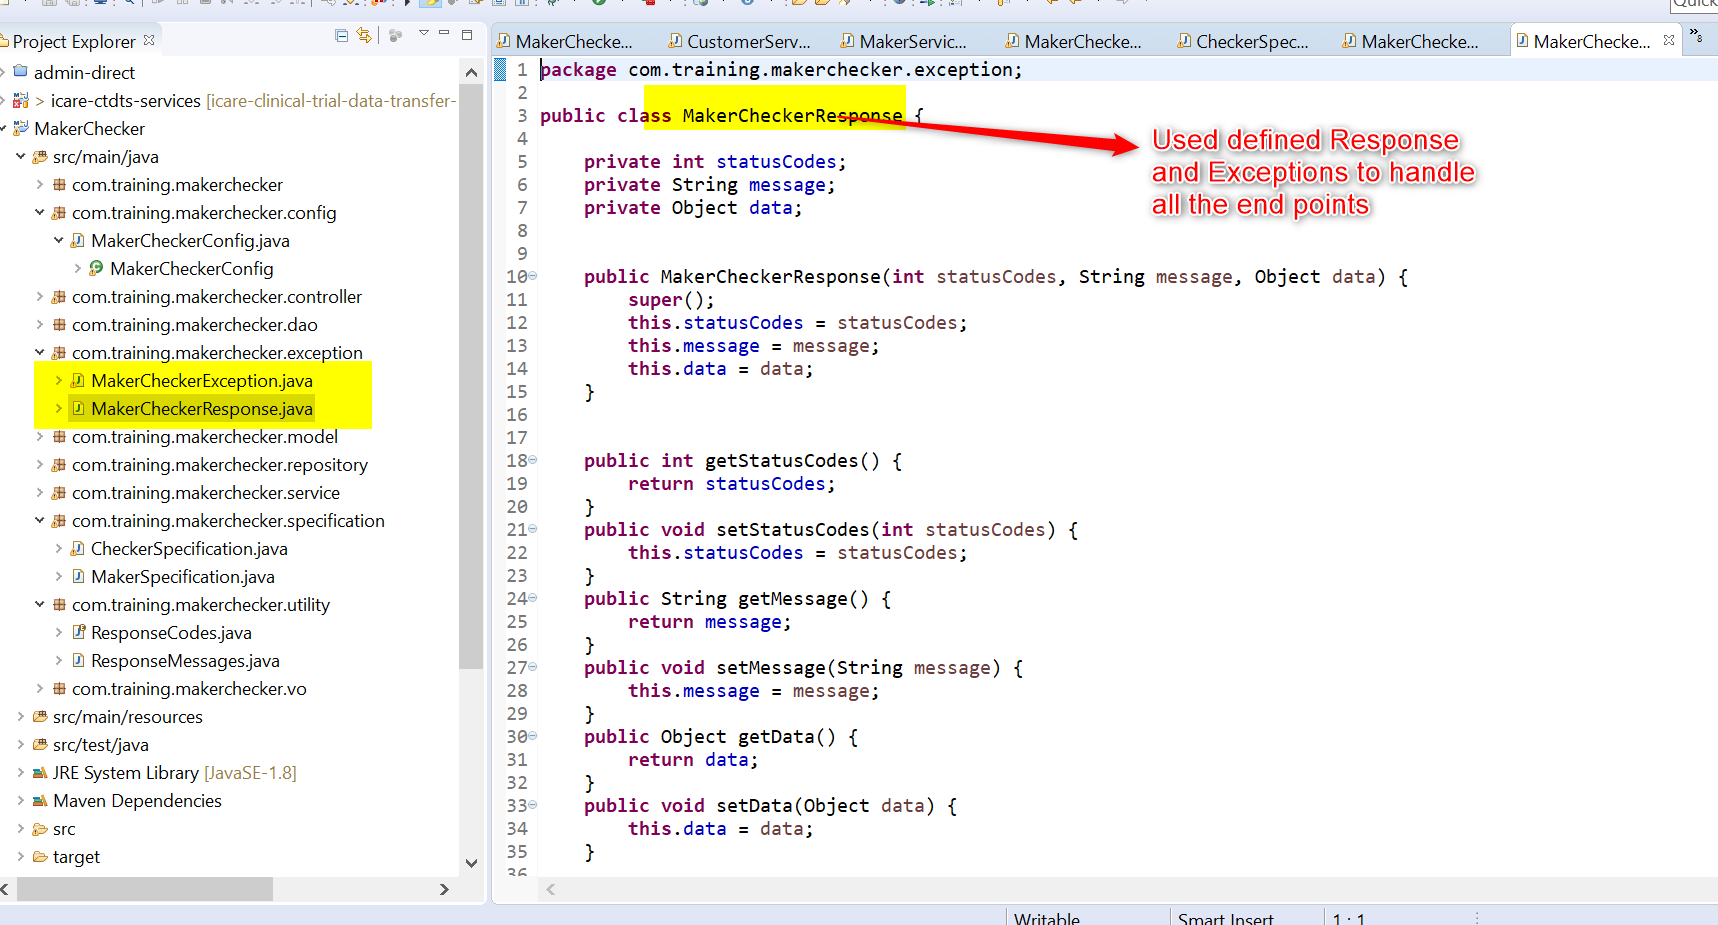 Quick
Project Explorer
admin-direct
> icare-ctdts-services [icare-clinical-trial-data-transfer-
MakerChecker
src/main/java
com.training.makerchecker
com.training.makerchecker.config
MakerCheckerConfig.java
MakerCheckerConfig
com.training.makerchecker.controller
com.training.makerchecker.dao
com.training.makerchecker.exception
MakerCheckerException.java
MakerCheckerResponse.java
com.training.makerchecker.model
com.training.makerchecker.repository
com.training.makerchecker.service
com.training.makerchecker.specification
CheckerSpecification.java
MakerSpecification.java
com.training.makerchecker.utility
ResponseCodes.java
ResponseMessages.java
com.training.makerchecker.vo
src/main/resources
src/test/java
JRE System Library [JavaSE-1.8]
Maven Dependencies
src
target
MakerChecke... CustomerServ... MakerServic... MakerChecke... CheckerSpec... MakerChecke... MakerChecke... »8
1 package com.training.makerchecker.exception;
2
3 public class MakerCheckerResponse {
4
5 private int statusCodes;
6 private String message;
7 private Object data;
8
9
10 public MakerCheckerResponse(int statusCodes, String message, Object data) {
11 super();
12 this.statusCodes = statusCodes;
13 this.message = message;
14 this.data = data;
15 }
16
17
18 public int getStatusCodes() {
19 return statusCodes;
20 }
21 public void setStatusCodes(int statusCodes) {
22 this.statusCodes = statusCodes;
23 }
24 public String getMessage() {
25 return message;
26 }
27 public void setMessage(String message) {
28 this.message = message;
29 }
30 public Object getData() {
31 return data;
32 }
33 public void setData(Object data) {
34 this.data = data;
35 }
36
Used defined Response
and Exceptions to handle
all the end points
Writable Smart Insert 1 : 1